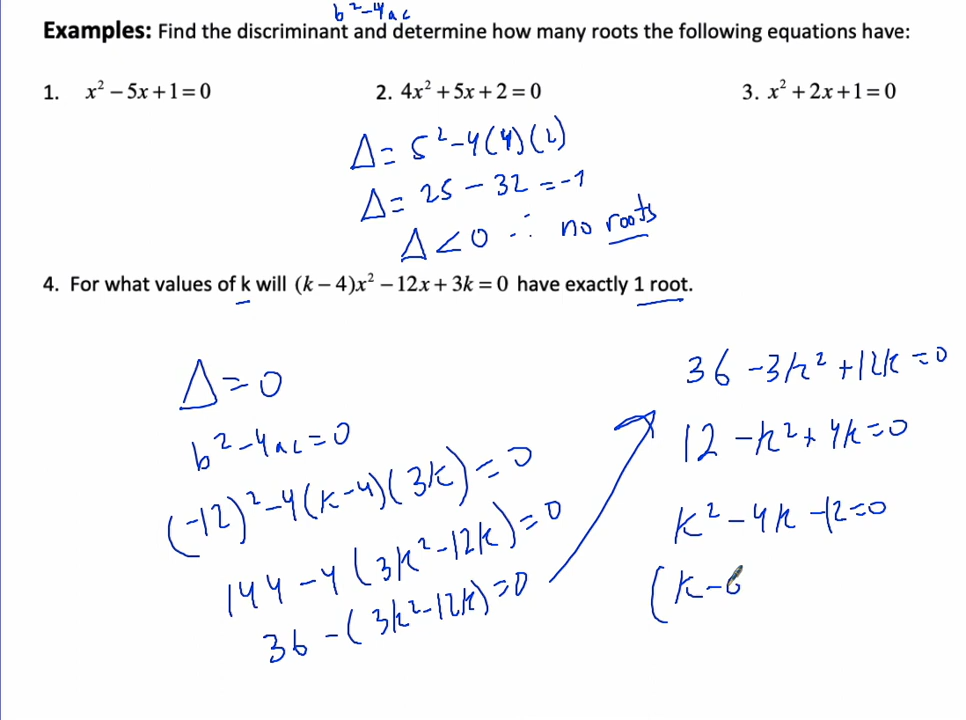 b²-4ac
Examples: Find the discriminant and determine how many roots the following equations have:
1. x² – 5x + 1 = 0 2. 4x² + 5x + 2 = 0 3. x² + 2x + 1 = 0
Δ= 5²-4(4)(2)
Δ= 25 - 32 = -7
Δ<0 ∴ no roots
4. For what values of k will (k – 4)x² – 12x + 3k = 0 have exactly 1 root.
Δ=0
b²-4ac=0
(-12)²-4(k-4)(3k)=0
144-4(3k²-12k)=0
36-(3k²-12k)=0
36-3k²+12k=0
12-k²+4k=0
k²-4k-12=0
(k-6